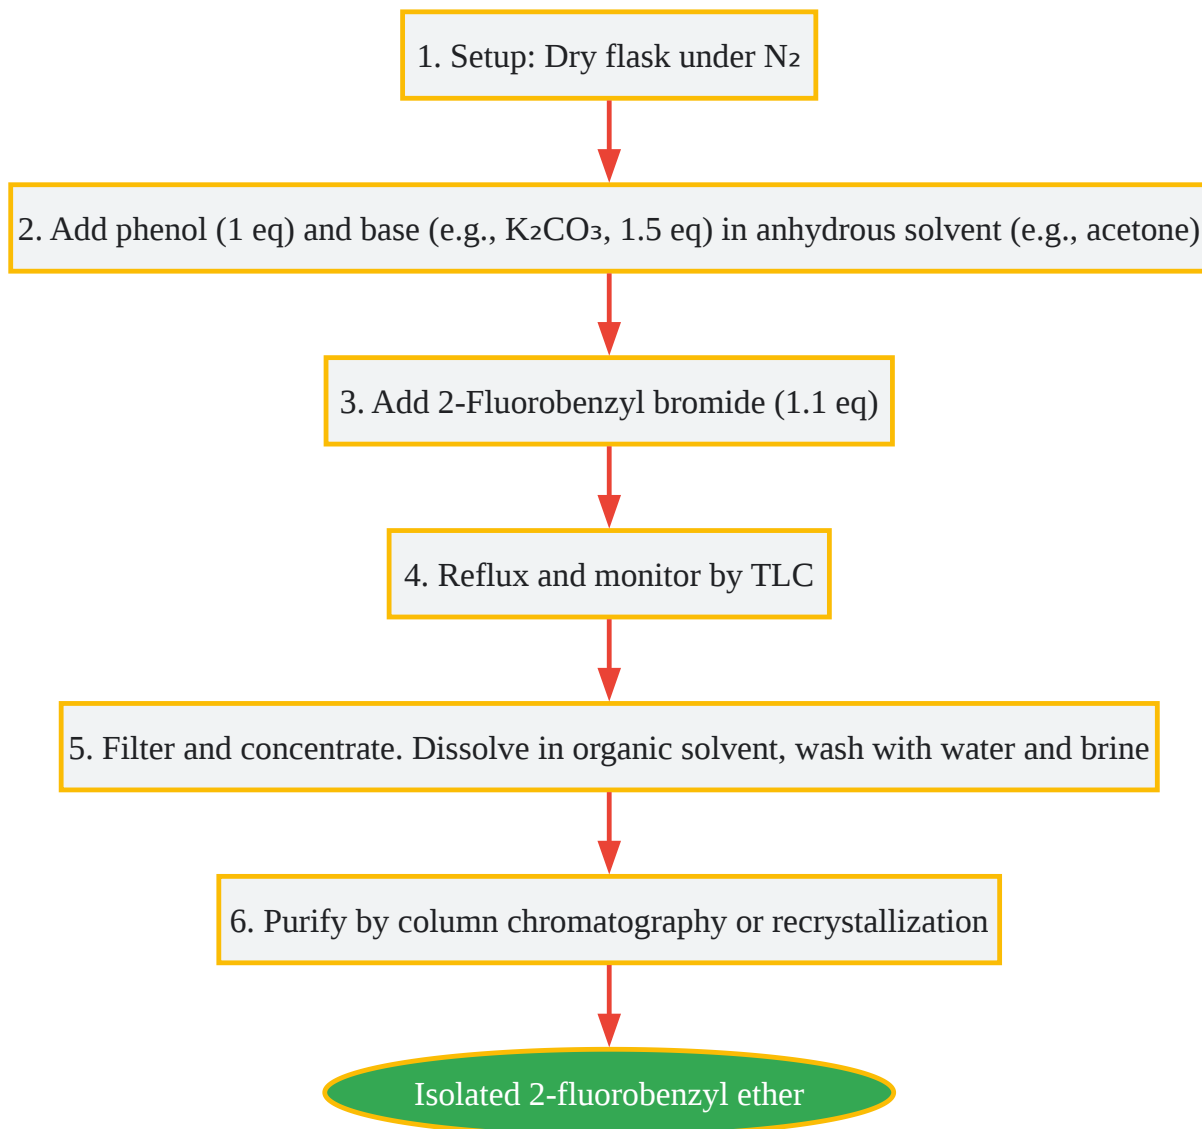 1. Setup: Dry flask under N₂
2. Add phenol (1 eq) and base (e.g., K₂CO₃, 1.5 eq) in anhydrous solvent (e.g., acetone)
3. Add 2-Fluorobenzyl bromide (1.1 eq)
4. Reflux and monitor by TLC
5. Filter and concentrate. Dissolve in organic solvent, wash with water and brine
6. Purify by column chromatography or recrystallization
Isolated 2-fluorobenzyl ether